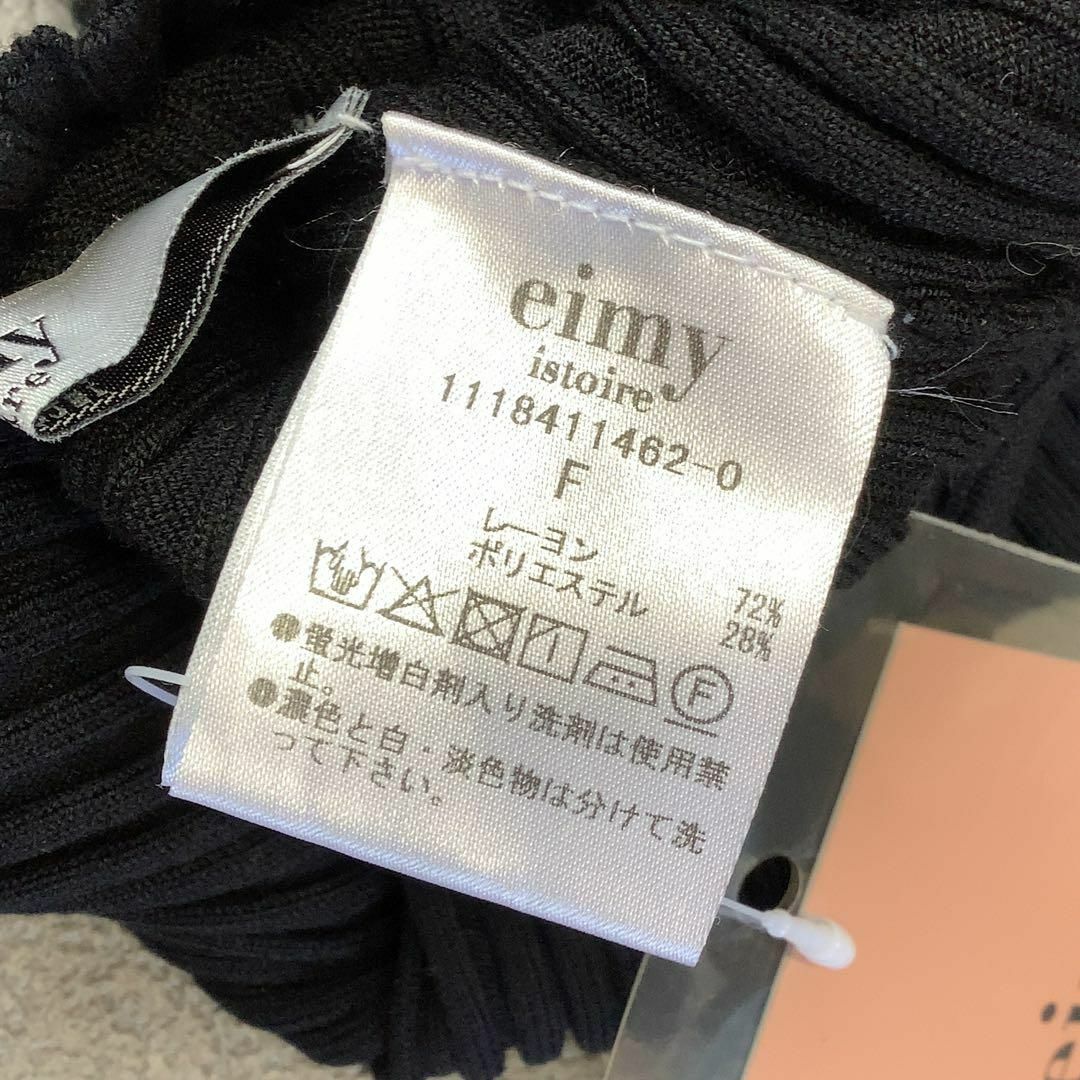 eimy
istoire
1118411462-0
F
レーヨン 72%
ポリエステル 28%
F
●蛍光増白剤入り洗剤は使用禁
止。
●濃色と白・淡色物は分けて洗
って下さい。